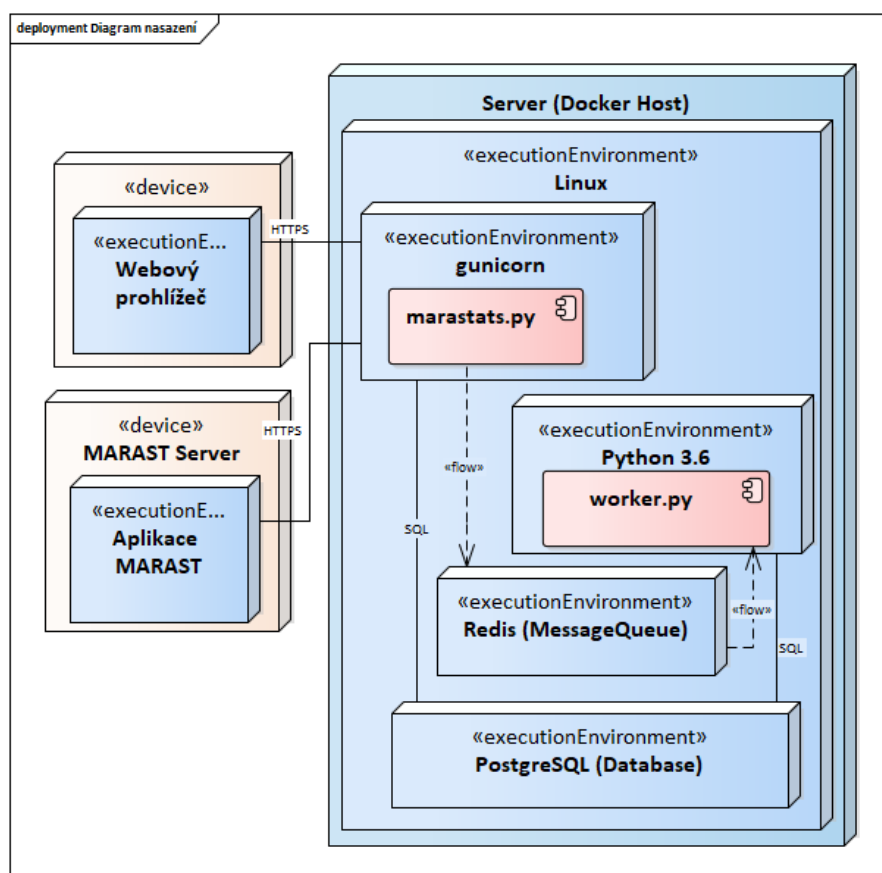 deployment Diagram nasazení
Server (Docker Host)
«executionEnvironment»
Linux
«device»
«executionE...
Webový
prohlížeč
HTTPS
«executionEnvironment»
gunicorn
marastats.py
«device»
MARAST Server
HTTPS
«executionE...
Aplikace
MARAST
«executionEnvironment»
Python 3.6
worker.py
«flow»
SQL
«executionEnvironment»
Redis (MessageQueue)
«flow»
SQL
«executionEnvironment»
PostgreSQL (Database)